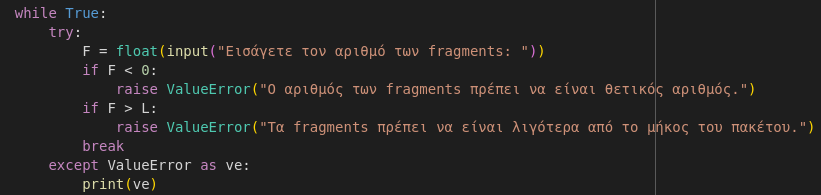 while True:
    try:
        F = float(input("Εισάγετε τον αριθμό των fragments: "))
        if F < 0:
            raise ValueError("Ο αριθμός των fragments πρέπει να είναι θετικός αριθμός.")
        if F > L:
            raise ValueError("Τα fragments πρέπει να είναι λιγότερα από το μήκος του πακέτου.")
        break
    except ValueError as ve:
        print(ve)